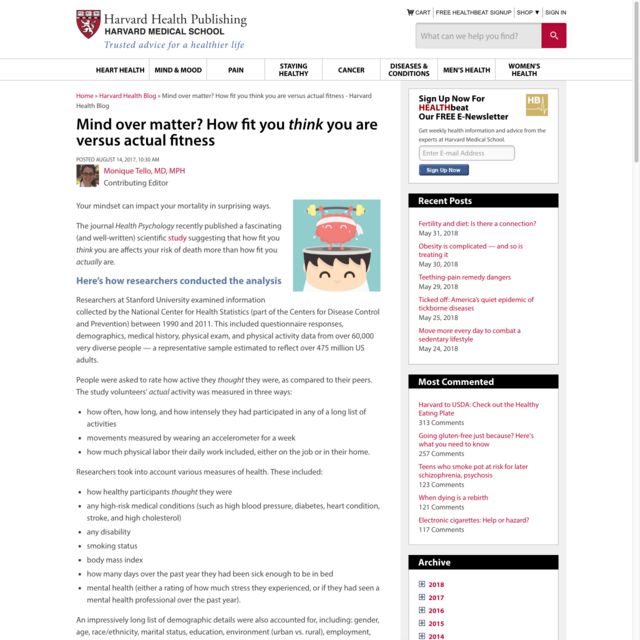 Harvard Health Publishing
HARVARD MEDICAL SCHOOL
Trusted advice for a healthier life
CART
FREE HEALTHBEAT SIGNUP
SHOP ▼
SIGN IN
What can we help you find?
HEART HEALTH
MIND & MOOD
PAIN
STAYING
HEALTHY
CANCER
DISEASES &
CONDITIONS
MEN'S HEALTH
WOMEN'S
HEALTH
Home » Harvard Health Blog » Mind over matter? How fit you think you are versus actual fitness - Harvard
Health Blog
Mind over matter? How fit you think you are
versus actual fitness
POSTED AUGUST 14, 2017, 10:30 AM
Monique Tello, MD, MPH
Contributing Editor
Your mindset can impact your mortality in surprising ways.
The journal Health Psychology recently published a fascinating
(and well-written) scientific study suggesting that how fit you
think you are affects your risk of death more than how fit you
actually are.
Here's how researchers conducted the analysis
Researchers at Stanford University examined information
collected by the National Center for Health Statistics (part of the Centers for Disease Control
and Prevention) between 1990 and 2011. This included questionnaire responses,
demographics, medical history, physical exam, and physical activity data from over 60,000
very diverse people — a representative sample estimated to reflect over 475 million US
adults.
People were asked to rate how active they thought they were, as compared to their peers.
The study volunteers' actual activity was measured in three ways:
• how often, how long, and how intensely they had participated in any of a long list of
activities
• movements measured by wearing an accelerometer for a week
• how much physical labor their daily work included, either on the job or in their home.
Researchers took into account various measures of health. These included:
• how healthy participants thought they were
• any high-risk medical conditions (such as high blood pressure, diabetes, heart condition,
stroke, and high cholesterol)
• any disability
• smoking status
• body mass index
• how many days over the past year they had been sick enough to be in bed
• mental health (either a rating of how much stress they experienced, or if they had seen a
mental health professional over the past year).
An impressively long list of demographic details were also accounted for, including: gender,
age, race/ethnicity, marital status, education, environment (urban vs. rural), employment,
Sign Up Now For
HEALTHbeat
Our FREE E-Newsletter
HB
Get weekly health information and advice from the
experts at Harvard Medical School.
Enter E-mail Address
Sign Up Now
Recent Posts
Fertility and diet: Is there a connection?
May 31, 2018
Obesity is complicated — and so is
treating it
May 30, 2018
Teething-pain remedy dangers
May 29, 2018
Ticked off: America's quiet epidemic of
tickborne diseases
May 25, 2018
Move more every day to combat a
sedentary lifestyle
May 24, 2018
Most Commented
Harvard to USDA: Check out the Healthy
Eating Plate
313 Comments
Going gluten-free just because? Here's
what you need to know
257 Comments
Teens who smoke pot at risk for later
schizophrenia, psychosis
123 Comments
When dying is a rebirth
121 Comments
Electronic cigarettes: Help or hazard?
117 Comments
Archive
2018
2017
2016
2015
2014